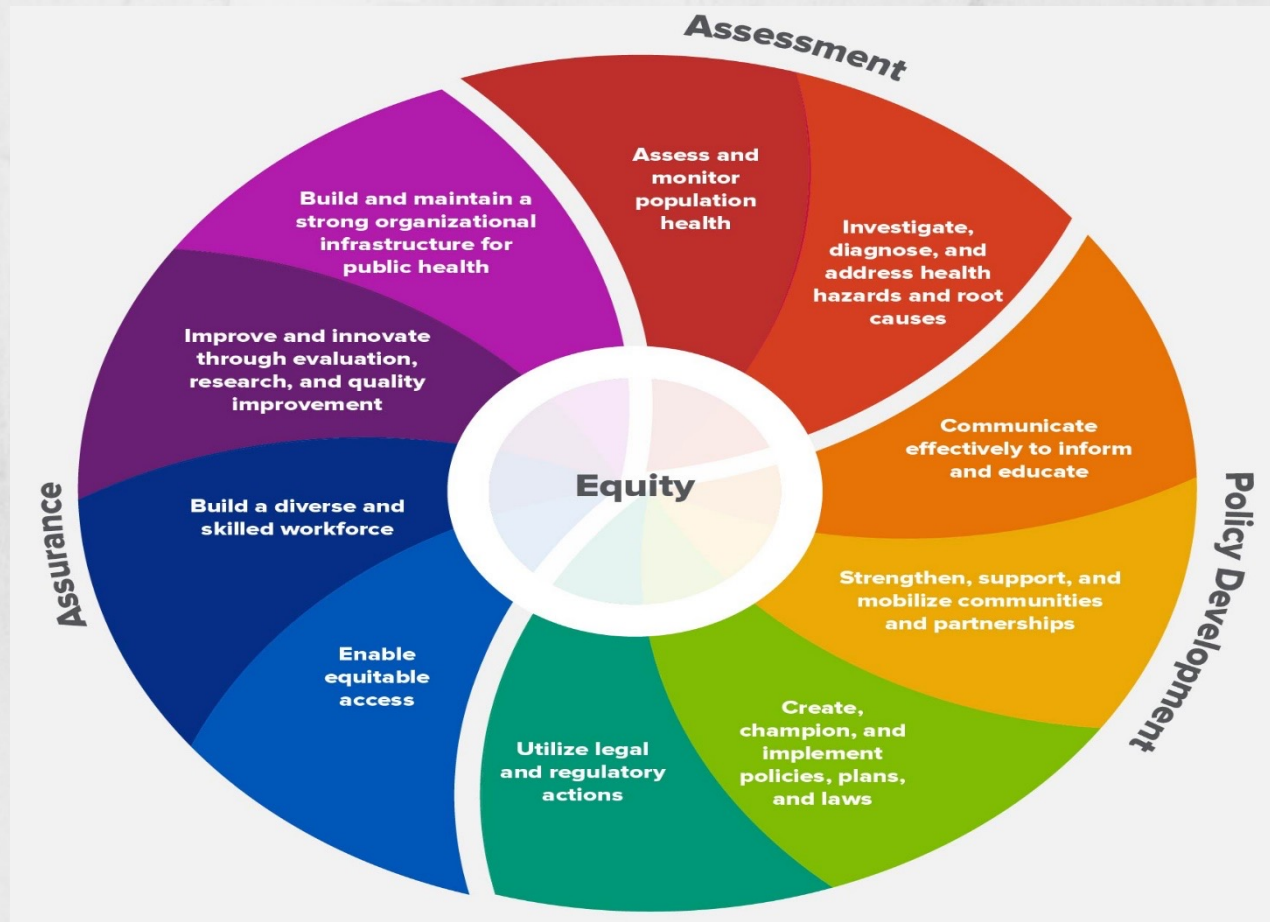 Assessment
Assess and
monitor
population
health
Investigate,
diagnose, and
address health
hazards and root
causes
Communicate
effectively to inform
and educate
Strengthen, support, and
mobilize communities
and partnerships
Policy Development
Create,
champion, and
implement
policies, plans,
and laws
Utilize legal
and regulatory
actions
Enable
equitable
access
Build a diverse and
skilled workforce
Assurance
Improve and innovate
through evaluation,
research, and quality
improvement
Build and maintain a
strong organizational
infrastructure for
public health
Equity